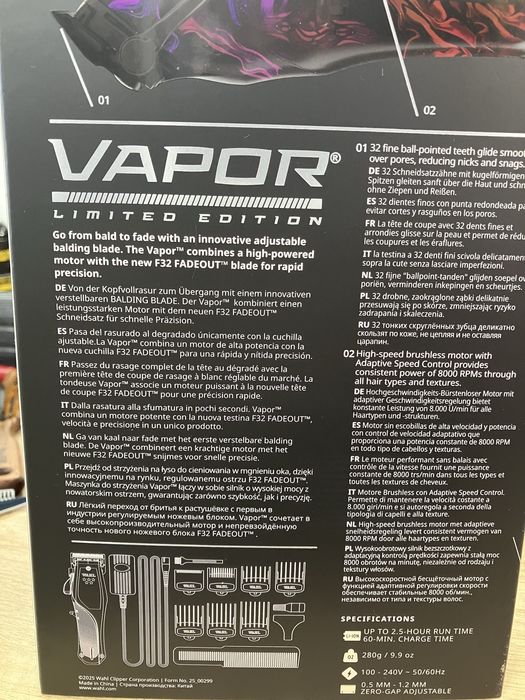 01
02
VAPOR®
LIMITED EDITION
Go from bald to fade with an innovative adjustable
balding blade. The Vapor™ combines a high-powered
motor with the new F32 FADEOUT™ blade for rapid
precision.
DE Von der Kopfvollrasur zum Übergang mit einem innovativen
verstellbaren BALDING BLADE. Der Vapor™ kombiniert einen
leistungsstarken Motor mit dem neuen F32 FADEOUT™
Schneidsatz für schnelle Präzision.
ES Pasa del rasurado al degradado únicamente con la cuchilla
ajustable.La Vapor™ combina un motor de alta potencia con la
nueva cuchilla F32 FADEOUT™ para una rápida y nítida precisión.
FR Passez du rasage complet de la tête au dégradé avec la
première tête de coupe de rasage à blanc réglable du marché. La
tondeuse Vapor™ associe un moteur puissant à la nouvelle tête
de coupe F32 FADEOUT™ pour une précision rapide.
IT Dalla rasatura alla sfumatura in pochi secondi. Vapor™
combina un motore potente con la nuova testina F32 FADEOUT™,
velocità e precisione in un unico prodotto.
NL Ga van kaal naar fade met het eerste verstelbare balding
blade. De Vapor™ combineert een krachtige motor met het
nieuwe F32 FADEOUT™ snijmes voor snelle precisie.
PL Przejdź od strzyżenia na łyso do cieniowania w mgnieniu oka, dzięki
innowacyjnemu na rynku, regulowanemu ostrzu F32 FADEOUT™.
Maszynka do strzyżenia Vapor™ łączy w sobie silnik o wysokiej mocy z
nowatorskim ostrzem, gwarantując zarówno szybkość, jak i precyzję.
RU Лёгкий переход от бритья к растушёвке с первым в
индустрии регулируемым ножевым блоком. Vapor™ сочетает в
себе высокопроизводительный мотор и непревзойдённую
точность нового ножевого блока F32 FADEOUT™ .
01 32 fine ball-pointed teeth glide smoot
over pores, reducing nicks and snags.
DE 32 Schneidsatzzähne mit kugelförmigen
Spitzen gleiten sanft über die Haut und schn
ohne Ziepen und Reißen.
ES 32 dientes finos con punta redondeada pa
evitar cortes y rasguños en los poros.
FR La tête de coupe avec 32 dents fines et
arrondies glisse sur la peau et permet de rédu
les coupures et les éraflures.
IT la testina a 32 denti fini scivola delicatament
sopra la cute senza lasciare imperfezioni.
NL 32 fijne "ballpoint-tanden" glijden soepel ov
poriën, verminderen inkepingen en scheurtjes.
PL 32 drobne, zaokrąglone ząbki delikatnie
przesuwają się po skórze, zmniejszając ryzyko
zadrapania i skaleczenia.
RU 32 тонких скруглённых зубца деликатно
скользят по коже, не цепляя и не оставляя
царапин.
02 High-speed brushless motor with
Adaptive Speed Control provides
consistent power of 8000 RPMs through
all hair types and textures.
DE Hochgeschwindigkeits-Bürstenloser Motor mit
adaptiver Geschwindigkeitsregelung bietet
konstante Leistung von 8.000 U/min für alle
Haartypen und -strukturen.
ES Motor sin escobillas de alta velocidad y potencia
con control de velocidad adaptativo que
proporciona una potencia constante de 8000 RPM
en todo tipo de cabellos y texturas.
FR Le moteur performant sans balais avec
contrôle de la vitesse fournit une puissance
constante de 8000 trs/min dans tous les types et
toutes les textures de cheveux.
IT Motore Brushless con Adaptive Speed Control.
Permette di mantenere la velocità costante a
8.000 giri/min e si autoregola a seconda della
tipologia di capelli e alla texture.
NL High-speed brushless motor met adaptieve
snelheidsregeling levert consistent vermogen van
8000 RPM door alle haartypen en texturen.
PL Wysokoobrotowy silnik bezszczotkowy z
adaptacyjną kontrolą prędkości zapewnia stałą moc
8000 obrotów na minutę, niezależnie od rodzaju i
tekstury włosów.
RU Высокоскоростной бесщёточный мотор с
функцией адаптивной регулировки скорости
обеспечивает стабильные 8000 об/мин.,
независимо от типа и текстуры волос.
SPECIFICATIONS
LI-ION UP TO 2.5-HOUR RUN TIME
60-MIN. CHARGE TIME
OZ 280g / 9.9 oz
100 - 240V ~ 50/60Hz
0.5 MM - 1.2 MM
ZERO-GAP ADJUSTABLE
WAHL
©2025 Wahl Clipper Corporation | Form No. 25_00299
Made in China | Страна производства: Китай
www.wahl.com